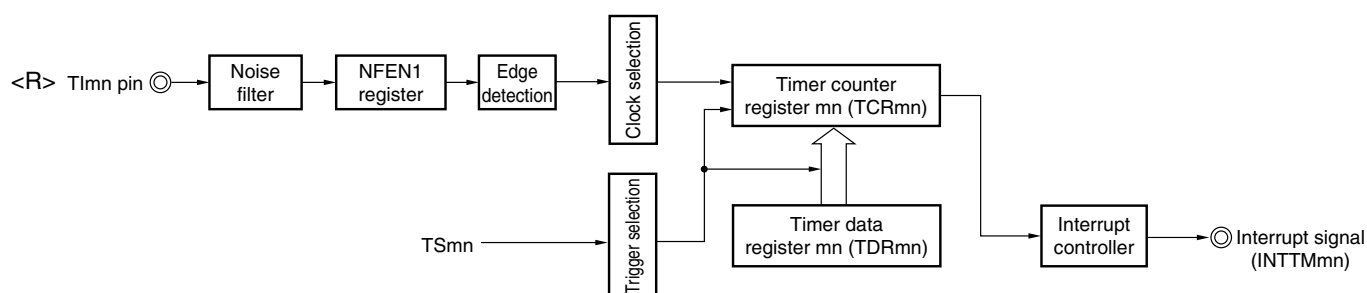 <R> TImn pin
Noise
filter
NFEN1
register
Edge
detection
Clock selection
Timer counter
register mn (TCRmn)
TSmn
Trigger selection
Timer data
register mn (TDRmn)
Interrupt
controller
Interrupt signal
(INTTMmn)